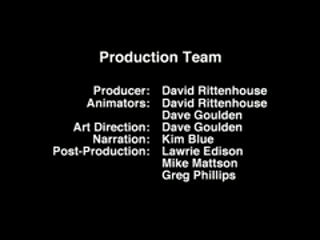 Production Team
Producer: David Rittenhouse
Animators: David Rittenhouse
Dave Goulden
Art Direction: Dave Goulden
Narration: Kim Blue
Post-Production: Lawrie Edison
Mike Mattson
Greg Phillips